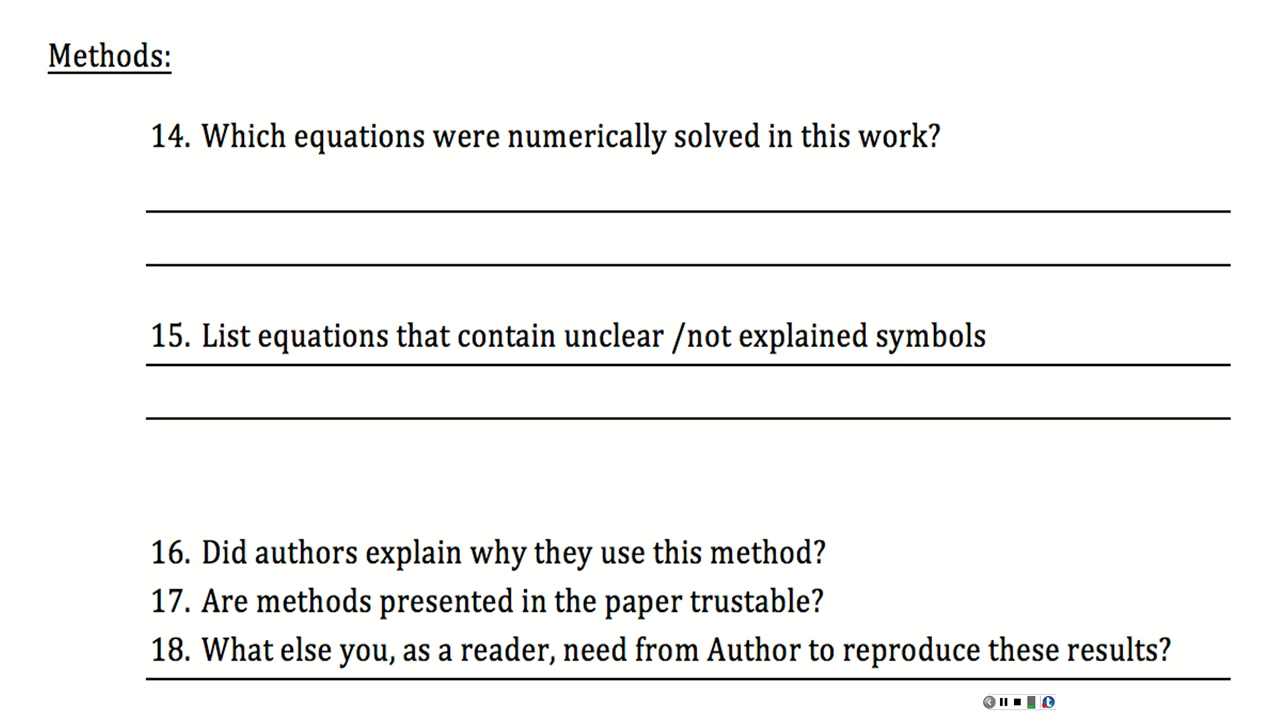 Methods:
14. Which equations were numerically solved in this work?
15. List equations that contain unclear /not explained symbols
16. Did authors explain why they use this method?
17. Are methods presented in the paper trustable?
18. What else you, as a reader, need from Author to reproduce these results?